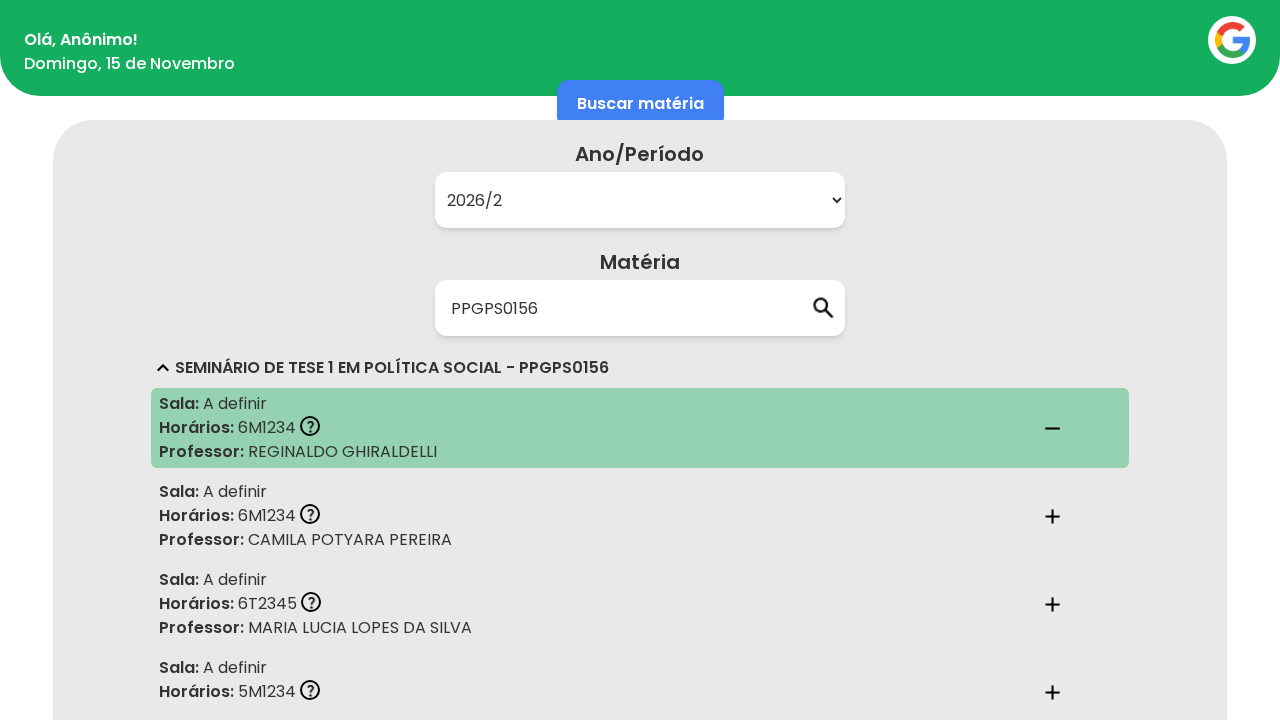 Olá, Anônimo!
Domingo, 15 de Novembro
Buscar matéria
Ano/Período
2026/2
Matéria
PPGPS0156
SEMINÁRIO DE TESE 1 EM POLÍTICA SOCIAL - PPGPS0156
Sala: A definir
Horários: 6M1234
Professor: REGINALDO GHIRALDELLI
Sala: A definir
Horários: 6M1234
Professor: CAMILA POTYARA PEREIRA
Sala: A definir
Horários: 6T2345
Professor: MARIA LUCIA LOPES DA SILVA
Sala: A definir
Horários: 5M1234